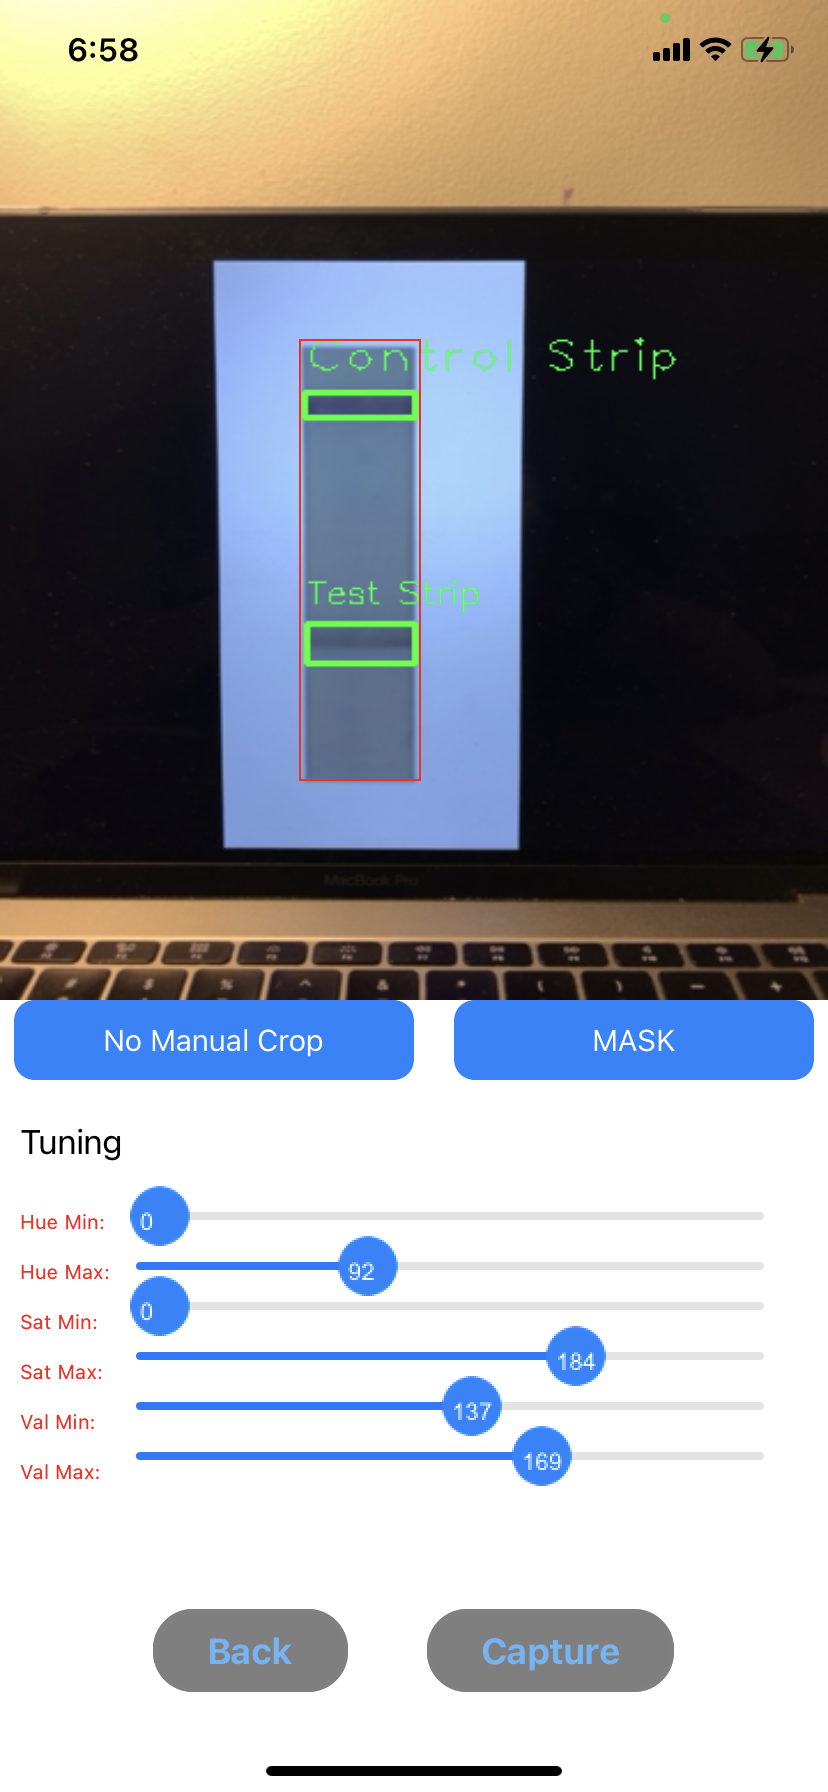 6:58
Control Strip
Test Strip
MacBook Pro
No Manual Crop
MASK
Tuning
Hue Min: 0
Hue Max: 92
Sat Min: 0
Sat Max: 184
Val Min: 137
Val Max: 169
Back
Capture